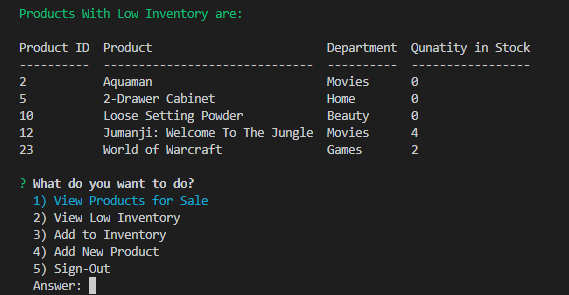 Products With Low Inventory are:
Product ID  Product                         Department  Qunatity in Stock
----------  ------------------------------  ----------  -----------------
2           Aquaman                         Movies      0
5           2-Drawer Cabinet                Home        0
10          Loose Setting Powder            Beauty      0
12          Jumanji: Welcome To The Jungle  Movies      4
23          World of Warcraft               Games       2
? What do you want to do?
  1) View Products for Sale
  2) View Low Inventory
  3) Add to Inventory
  4) Add New Product
  5) Sign-Out
  Answer: